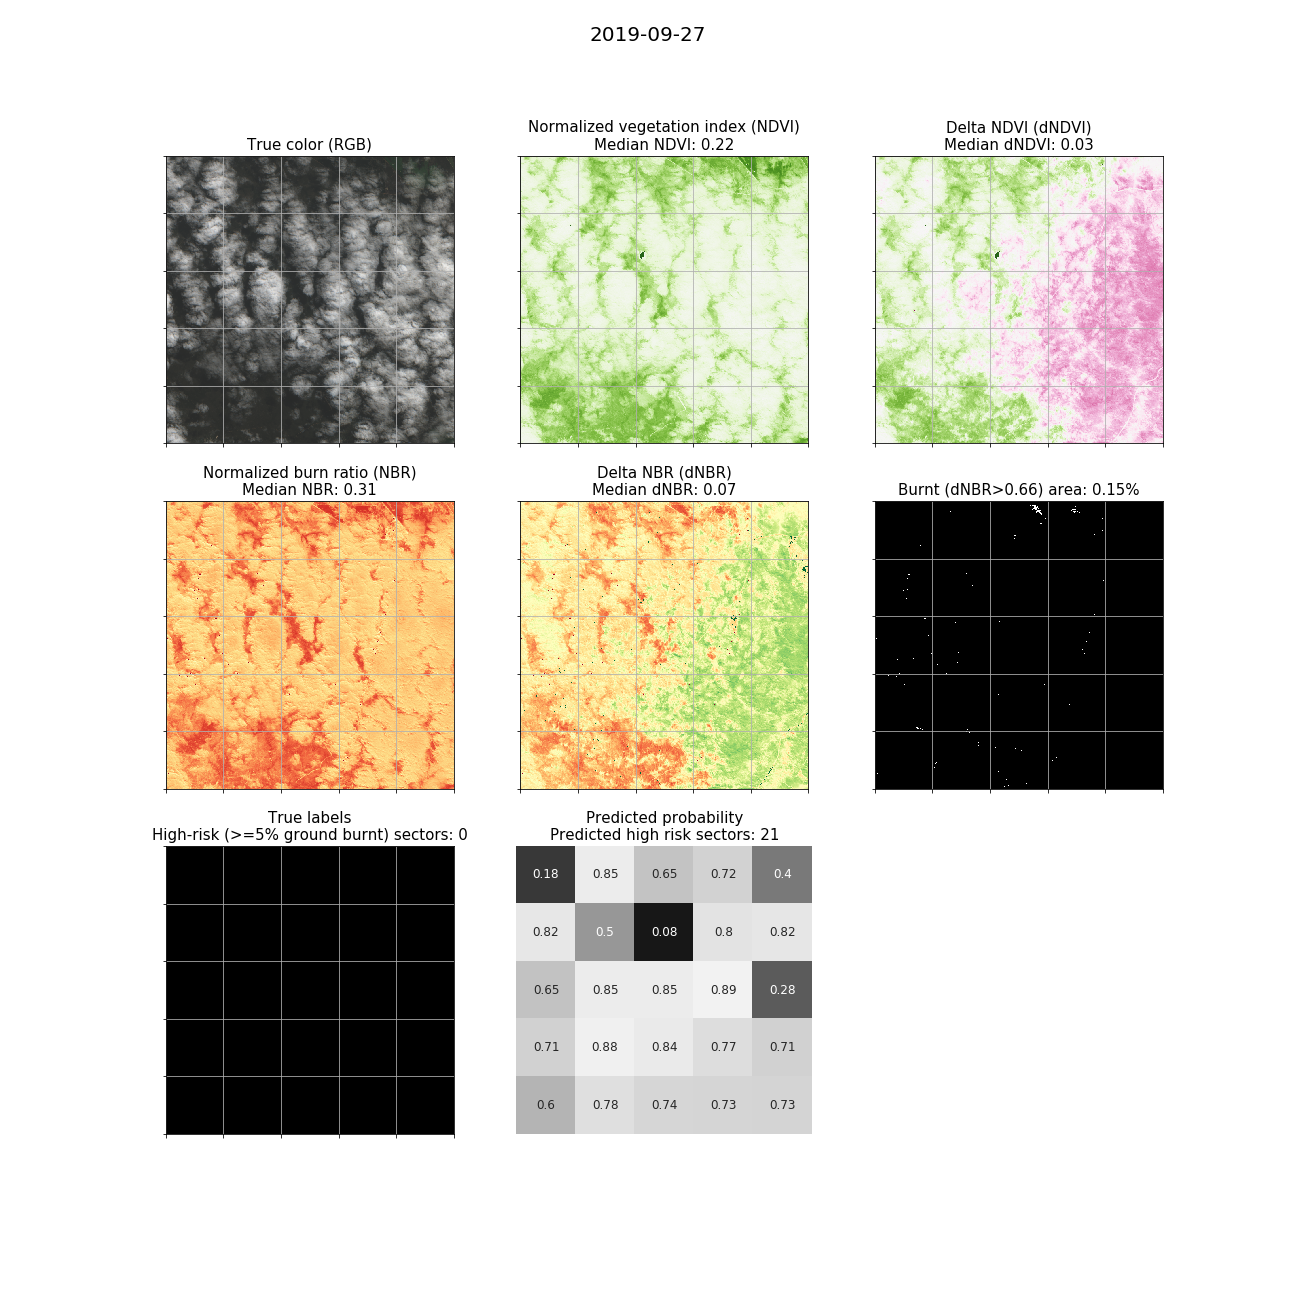 2019-09-27
True color (RGB)
Normalized vegetation index (NDVI)
Median NDVI: 0.22
Delta NDVI (dNDVI)
Median dNDVI: 0.03
Normalized burn ratio (NBR)
Median NBR: 0.31
Delta NBR (dNBR)
Median dNBR: 0.07
Burnt (dNBR>0.66) area: 0.15%
True labels
High-risk (>=5% ground burnt) sectors: 0
Predicted probability
Predicted high risk sectors: 21
0.18 0.85 0.65 0.72 0.4
0.82 0.5 0.08 0.8 0.82
0.65 0.85 0.85 0.89 0.28
0.71 0.88 0.84 0.77 0.71
0.6 0.78 0.74 0.73 0.73